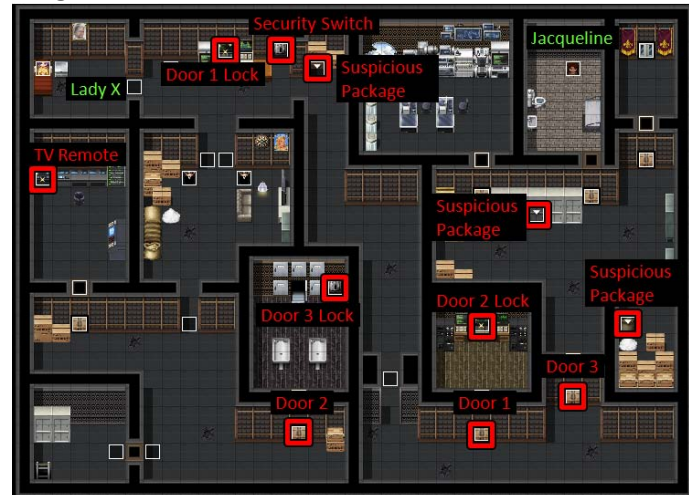 Security Switch
Jacqueline
Door 1 Lock
Suspicious
Package
Lady X
TV Remote
Suspicious
Package
Suspicious
Package
Door 2 Lock
Door 3 Lock
Door 3
Door 2
Door 1